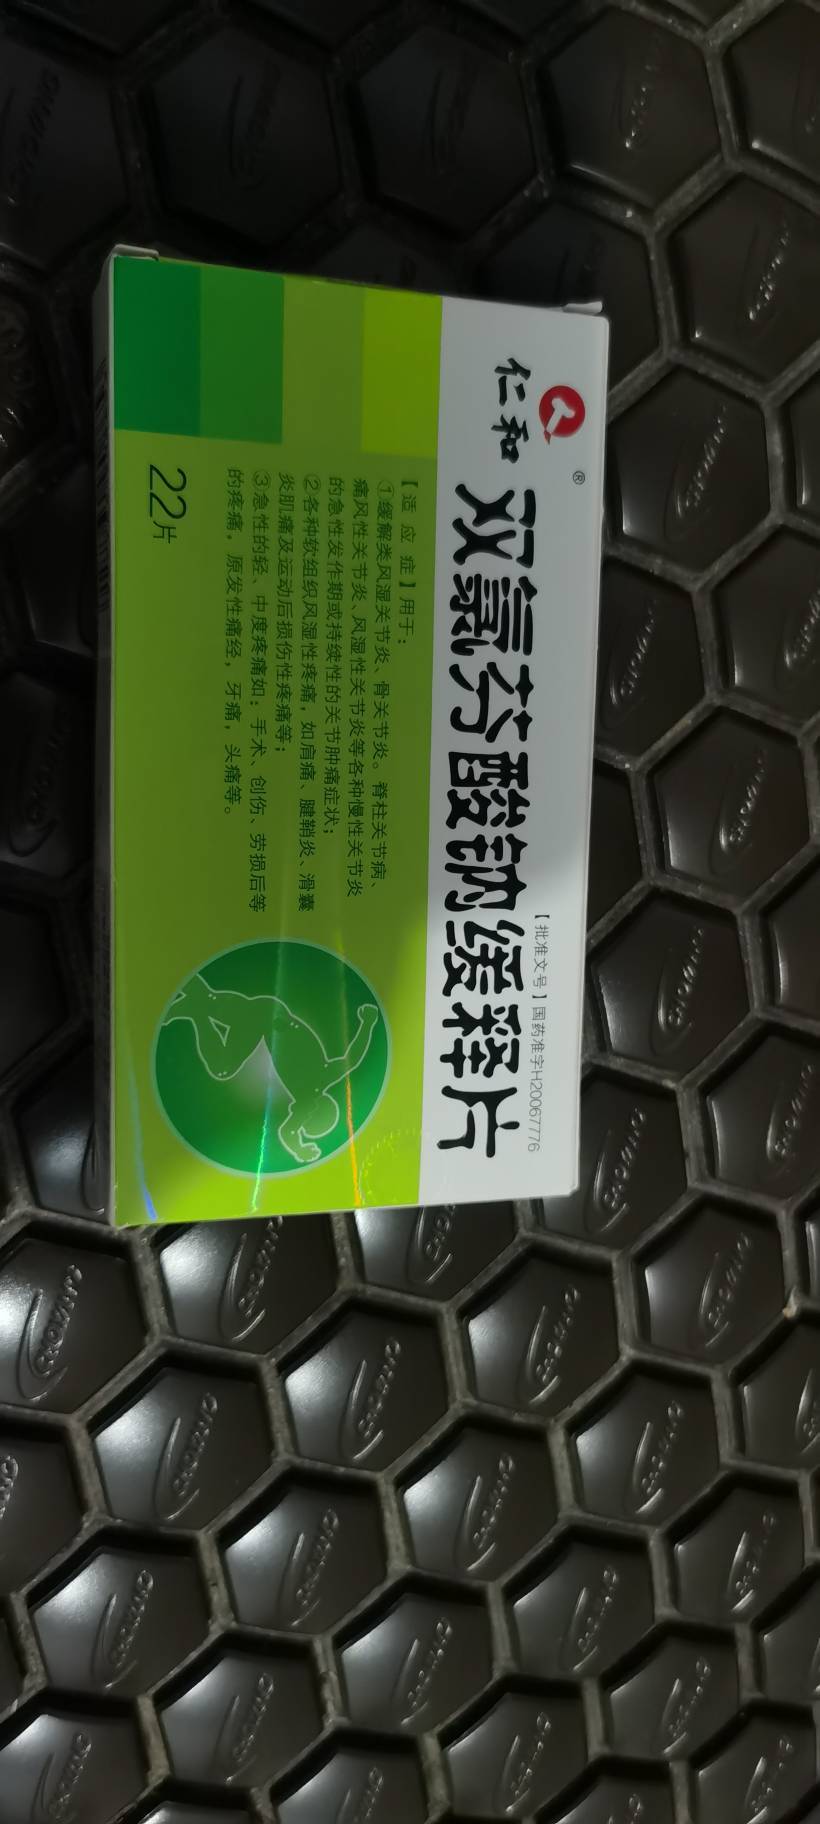 仁和
®
双氯芬酸钠缓释片
【批准文号】国药准字H20067776
【适应症】用于：
①缓解类风湿关节炎、骨关节炎。脊柱关节病、
痛风性关节炎、风湿性关节炎等各种慢性关节炎
的急性发作期或持续性的关节肿痛症状；
②各种软组织风湿性疼痛，如肩痛、腱鞘炎、滑囊
炎肌痛及运动后损伤性疼痛等；
③急性的轻、中度疼痛如：手术、创伤、劳损后等
的疼痛，原发性痛经，牙痛，头痛等。
22片